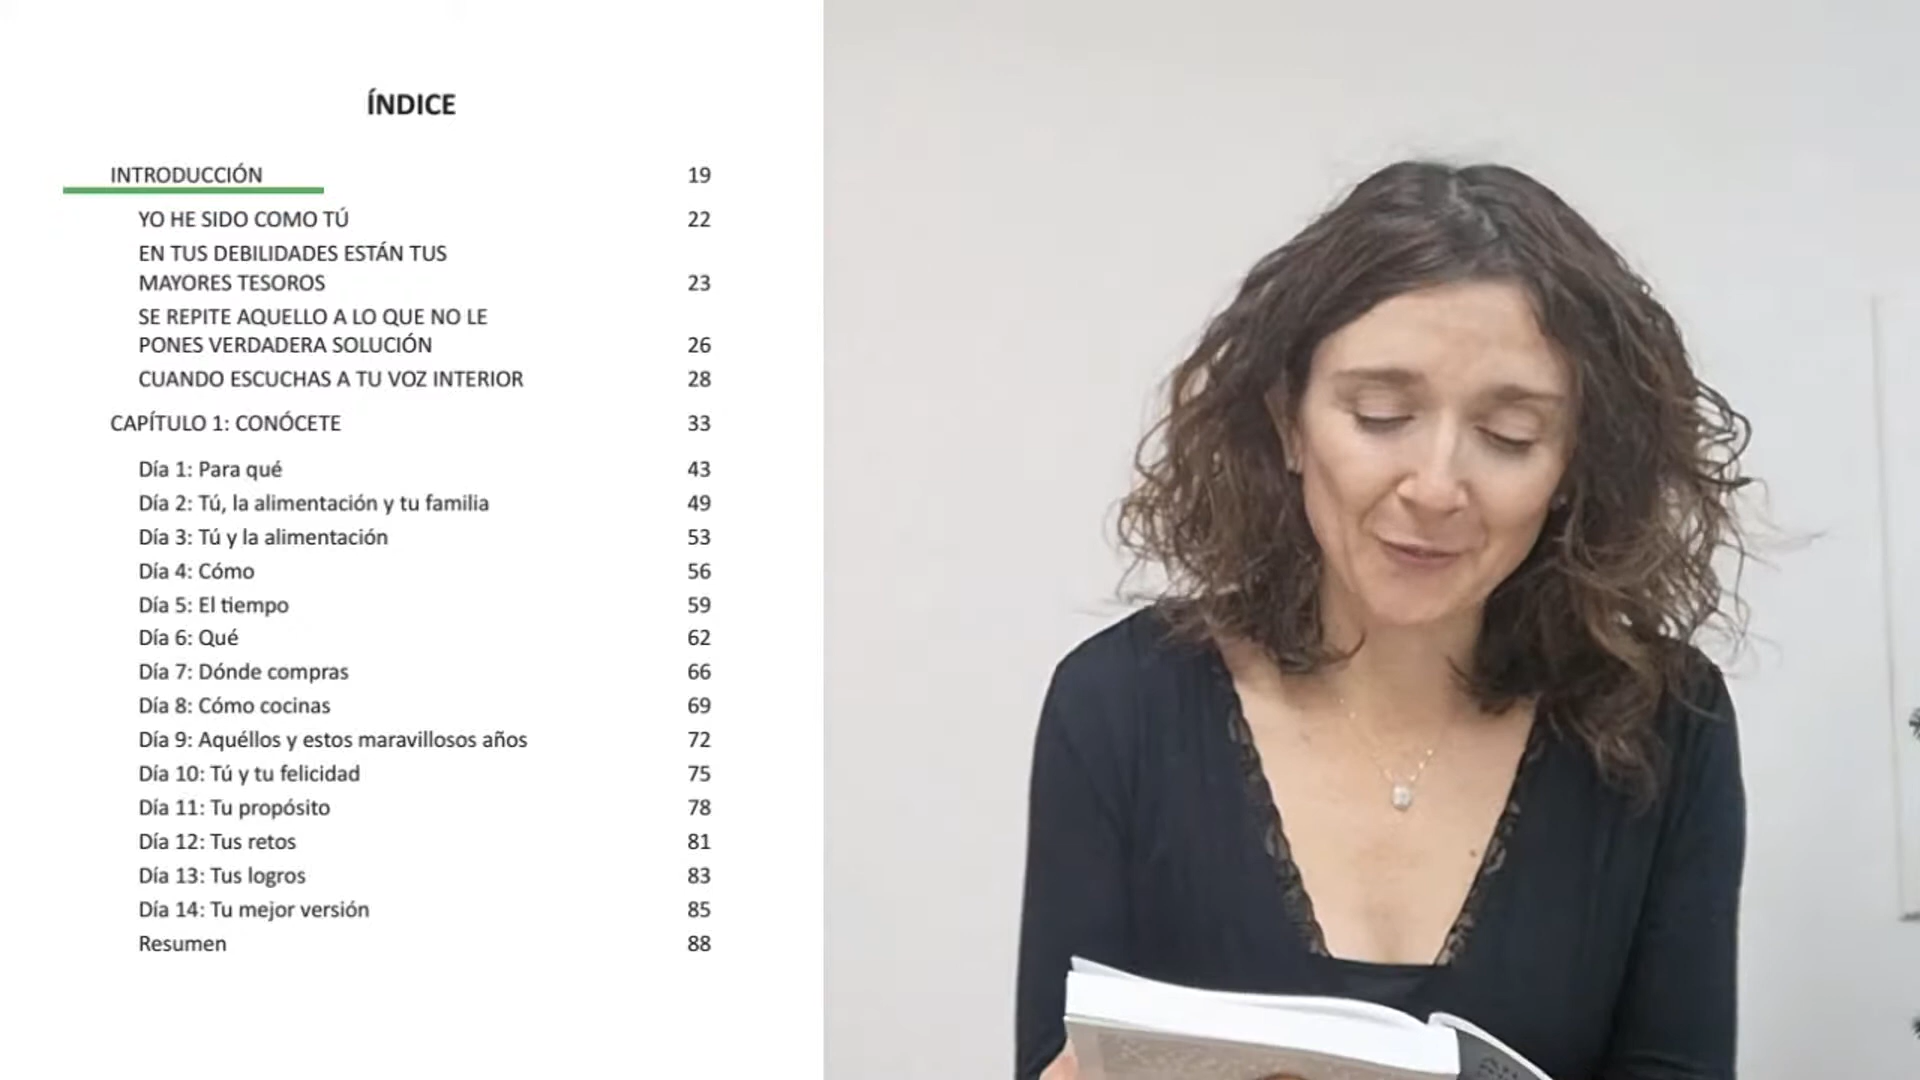 ÍNDICE
INTRODUCCIÓN 19
YO HE SIDO COMO TÚ 22
EN TUS DEBILIDADES ESTÁN TUS
MAYORES TESOROS 23
SE REPITE AQUELLO A LO QUE NO LE
PONES VERDADERA SOLUCIÓN 26
CUANDO ESCUCHAS A TU VOZ INTERIOR 28
CAPÍTULO 1: CONÓCETE 33
Día 1: Para qué 43
Día 2: Tú, la alimentación y tu familia 49
Día 3: Tú y la alimentación 53
Día 4: Cómo 56
Día 5: El tiempo 59
Día 6: Qué 62
Día 7: Dónde compras 66
Día 8: Cómo cocinas 69
Día 9: Aquéllos y estos maravillosos años 72
Día 10: Tú y tu felicidad 75
Día 11: Tu propósito 78
Día 12: Tus retos 81
Día 13: Tus logros 83
Día 14: Tu mejor versión 85
Resumen 88